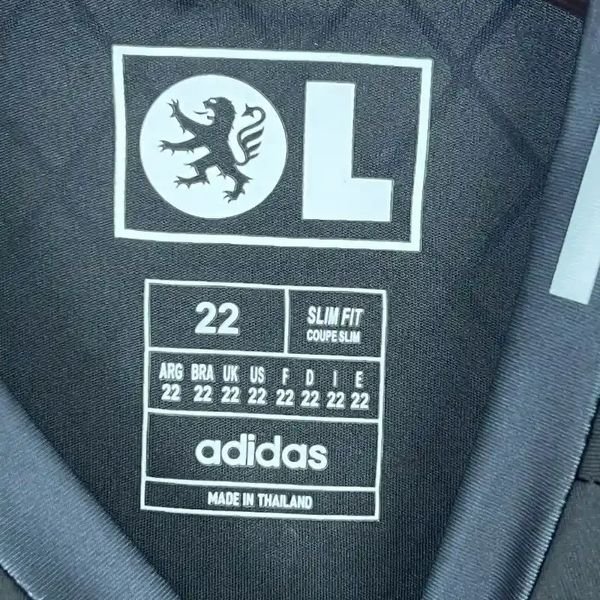 OL
22
SLIM FIT
COUPE SLIM
ARG BRA UK US F D I E
22 22 22 22 22 22 22 22
adidas
MADE IN THAILAND